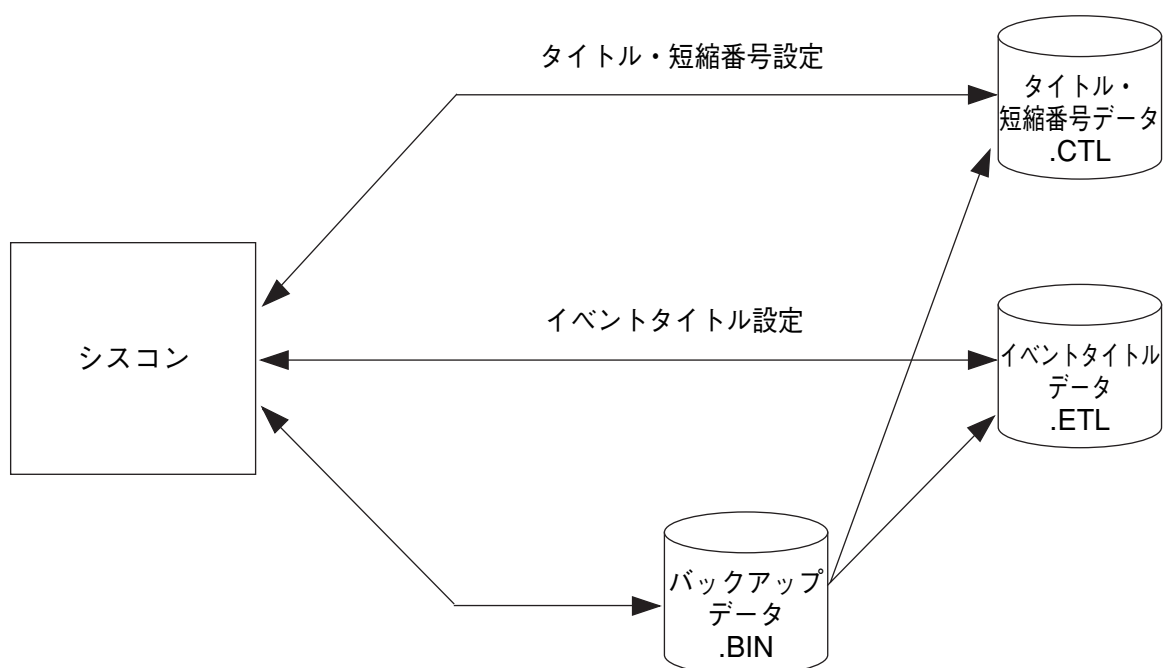 タイトル・短縮番号設定
タイトル・
短縮番号データ
.CTL
シスコン
イベントタイトル設定
イベントタイトル
データ
.ETL
バックアップ
データ
.BIN